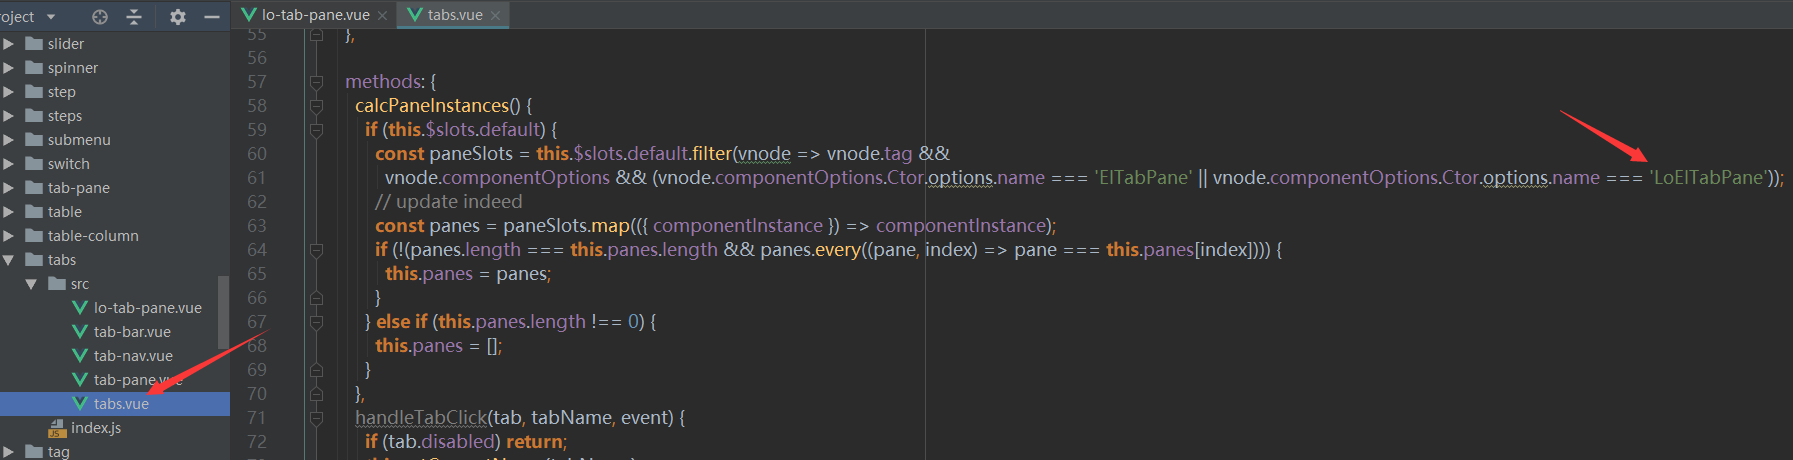 roject
lo-tab-pane.vue
tabs.vue
slider
spinner
step
steps
submenu
switch
tab-pane
table
table-column
tabs
src
lo-tab-pane.vue
tab-bar.vue
tab-nav.vue
tab-pane.vue
tabs.vue
index.js
tag
55 },
56
57 methods: {
58 calcPaneInstances() {
59 if (this.$slots.default) {
60 const paneSlots = this.$slots.default.filter(vnode => vnode.tag &&
61 vnode.componentOptions && (vnode.componentOptions.Ctor.options.name === 'ElTabPane' || vnode.componentOptions.Ctor.options.name === 'LoElTabPane'));
62 // update indeed
63 const panes = paneSlots.map(({ componentInstance }) => componentInstance);
64 if (!(panes.length === this.panes.length && panes.every((pane, index) => pane === this.panes[index]))) {
65 this.panes = panes;
66 }
67 } else if (this.panes.length !== 0) {
68 this.panes = [];
69 }
70 },
71 handleTabClick(tab, tabName, event) {
72 if (tab.disabled) return;